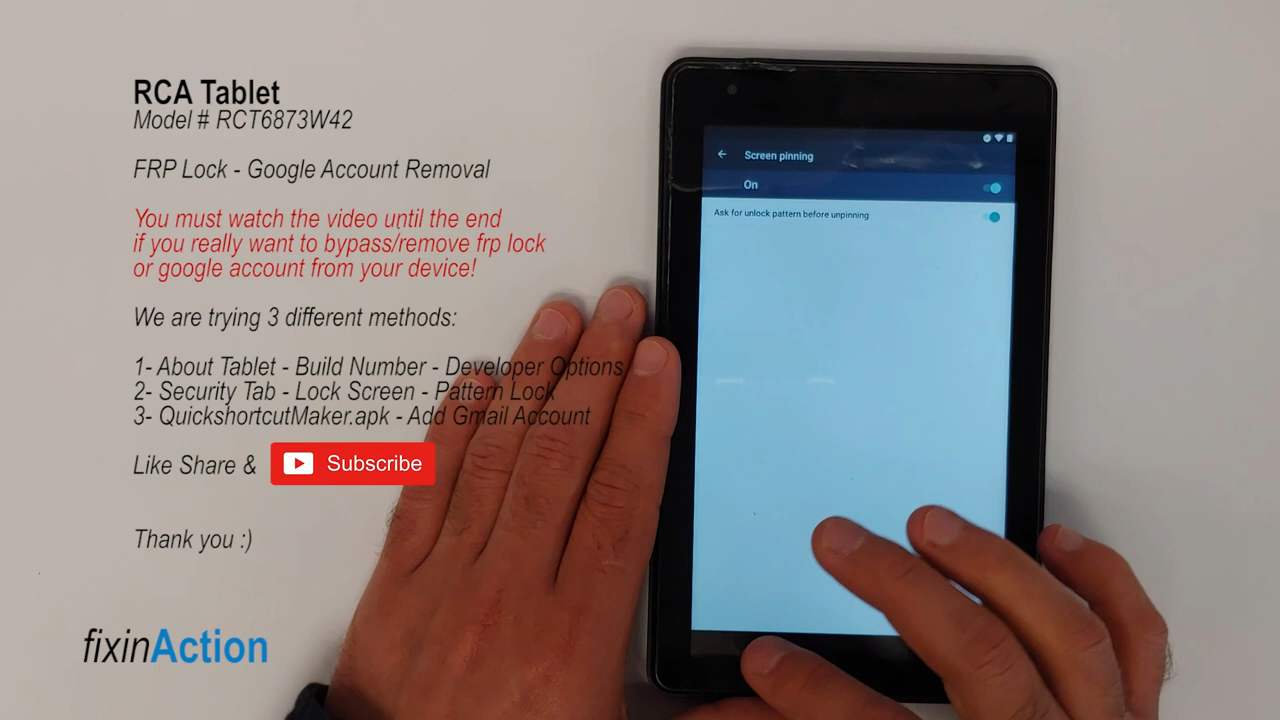 RCA Tablet
Model # RCT6873W42
FRP Lock - Google Account Removal
You must watch the video until the end
if you really want to bypass/remove frp lock
or google account from your device!
We are trying 3 different methods:
1- About Tablet - Build Number - Developer Options
2- Security Tab - Lock Screen - Pattern Lock
3- QuickshortcutMaker.apk - Add Gmail Account
Like Share & Subscribe
Thank you :)
fixinAction
Screen pinning
On
Ask for unlock pattern before unpinning